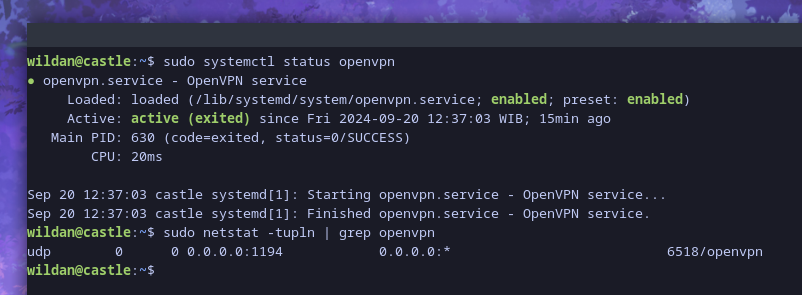 wildan@castle:~$ sudo systemctl status openvpn
● openvpn.service - OpenVPN service
     Loaded: loaded (/lib/systemd/system/openvpn.service; enabled; preset: enabled)
     Active: active (exited) since Fri 2024-09-20 12:37:03 WIB; 15min ago
   Main PID: 630 (code=exited, status=0/SUCCESS)
        CPU: 20ms

Sep 20 12:37:03 castle systemd[1]: Starting openvpn.service - OpenVPN service...
Sep 20 12:37:03 castle systemd[1]: Finished openvpn.service - OpenVPN service.
wildan@castle:~$ sudo netstat -tupln | grep openvpn
udp        0      0 0.0.0.0:1194            0.0.0.0:*                           6518/openvpn
wildan@castle:~$